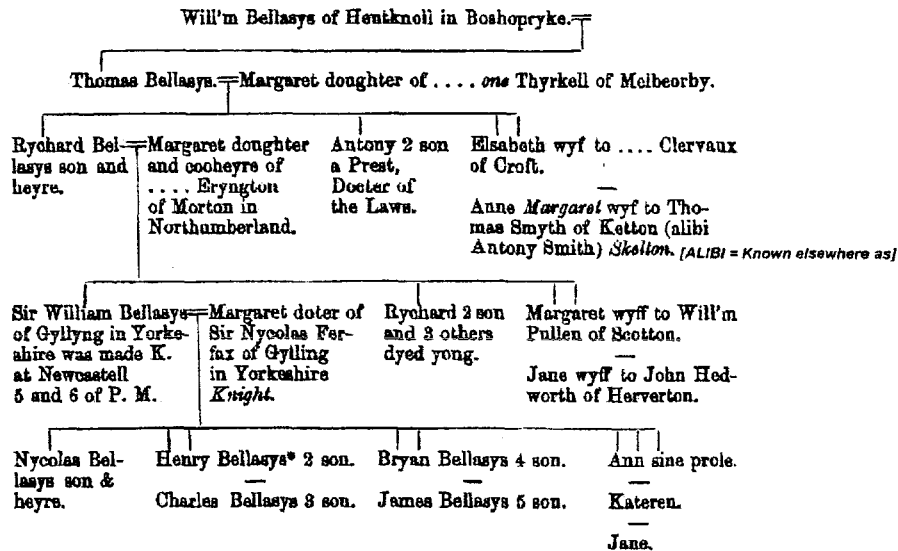 Will'm Bellasys of Hentknoll in Boshopryke.
Thomas Bellasys. Margaret doughter of .... one Thyrkell of Melbeorby.
Rychard Bel-
lasys son and
heyre.
Margaret doughter
and cooheyre of
.... Eryngton
of Morton in
Northumberland.
Antony 2 son
a Prest,
Docter of
the Laws.
Elsabeth wyf to .... Clervaux
of Croft.
Anne Margaret wyf to Tho-
mas Smyth of Ketton (alibi
Antony Smith) Skelton. [ALIBI = Known elsewhere as]
Sir William Bellasys
of Gyllyng in Yorke-
shire was made K.
at Newcastell
5 and 6 of P. M.
Margaret doter of
Sir Nycolas Fer-
fax of Gylling
in Yorkeshire
Knight.
Rychard 2 son
and 3 others
dyed yong.
Margaret wyff to Will'm
Pullen of Scotton.
Jane wyff to John Hed-
worth of Herverton.
Nycolas Bel-
lasys son &
heyre.
Henry Bellasys* 2 son.
Charles Bellasys 3 son.
Bryan Bellasys 4 son.
James Bellasys 5 son.
Ann sine prole.
Kateren.
Jane.